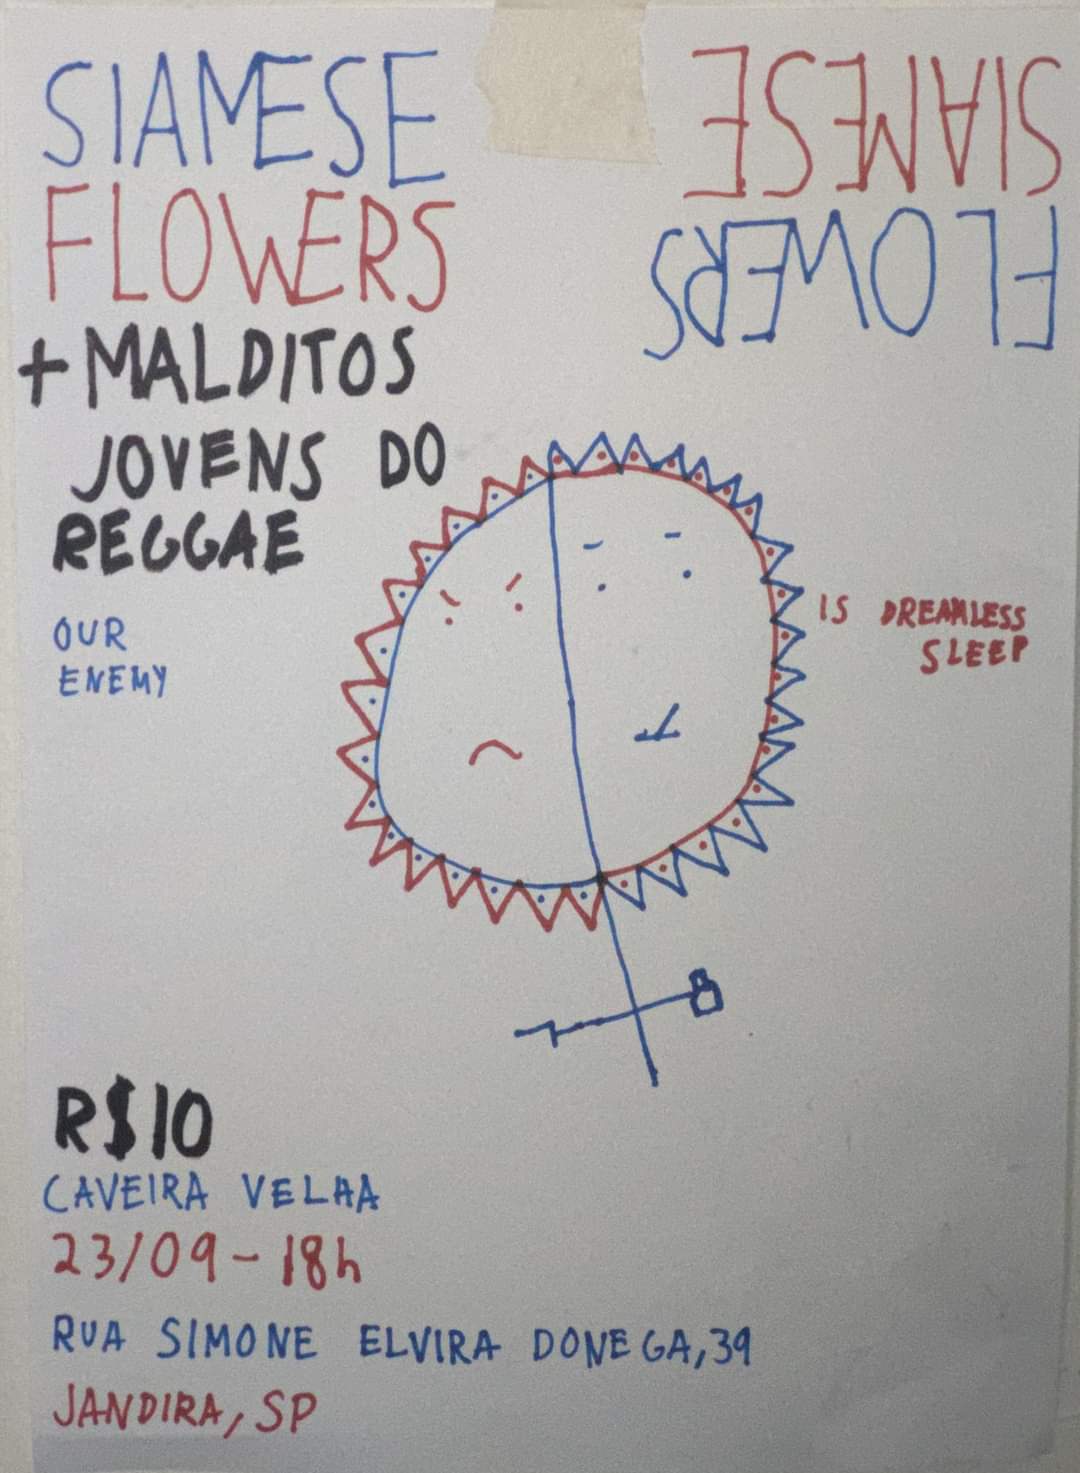 SIAMESE
FLOWERS
SIAMESE
FLOWERS
+ MALDITOS
JOVENS DO
REGGAE
OUR
ENEMY
IS DREAMLESS
SLEEP
R$10
CAVEIRA VELHA
23/09 - 18h
RUA SIMONE ELVIRA DONEGA, 39
JANDIRA, SP